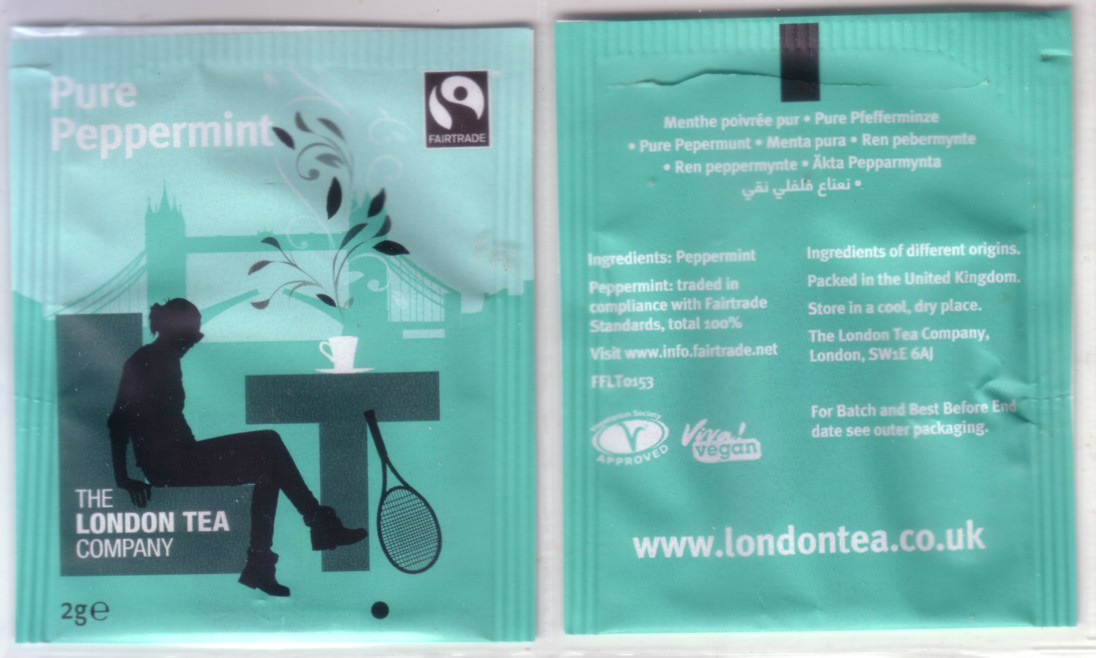 Pure
Peppermint
FAIRTRADE
THE
LONDON TEA
COMPANY
2g℮
Menthe poivrée pur • Pure Pfefferminze
• Pure Pepermunt • Menta pura • Ren pebermynte
• Ren peppermynte • Äkta Pepparmynta
• نعناع فلفلي نقي
Ingredients: Peppermint
Peppermint: traded in
compliance with Fairtrade
Standards, total 100%
Visit www.info.fairtrade.net
FFLT0153
Vegetarian Society
V
APPROVED
Viva!
vegan
Ingredients of different origins.
Packed in the United Kingdom.
Store in a cool, dry place.
The London Tea Company,
London, SW1E 6AJ
For Batch and Best Before End
date see outer packaging.
www.londontea.co.uk